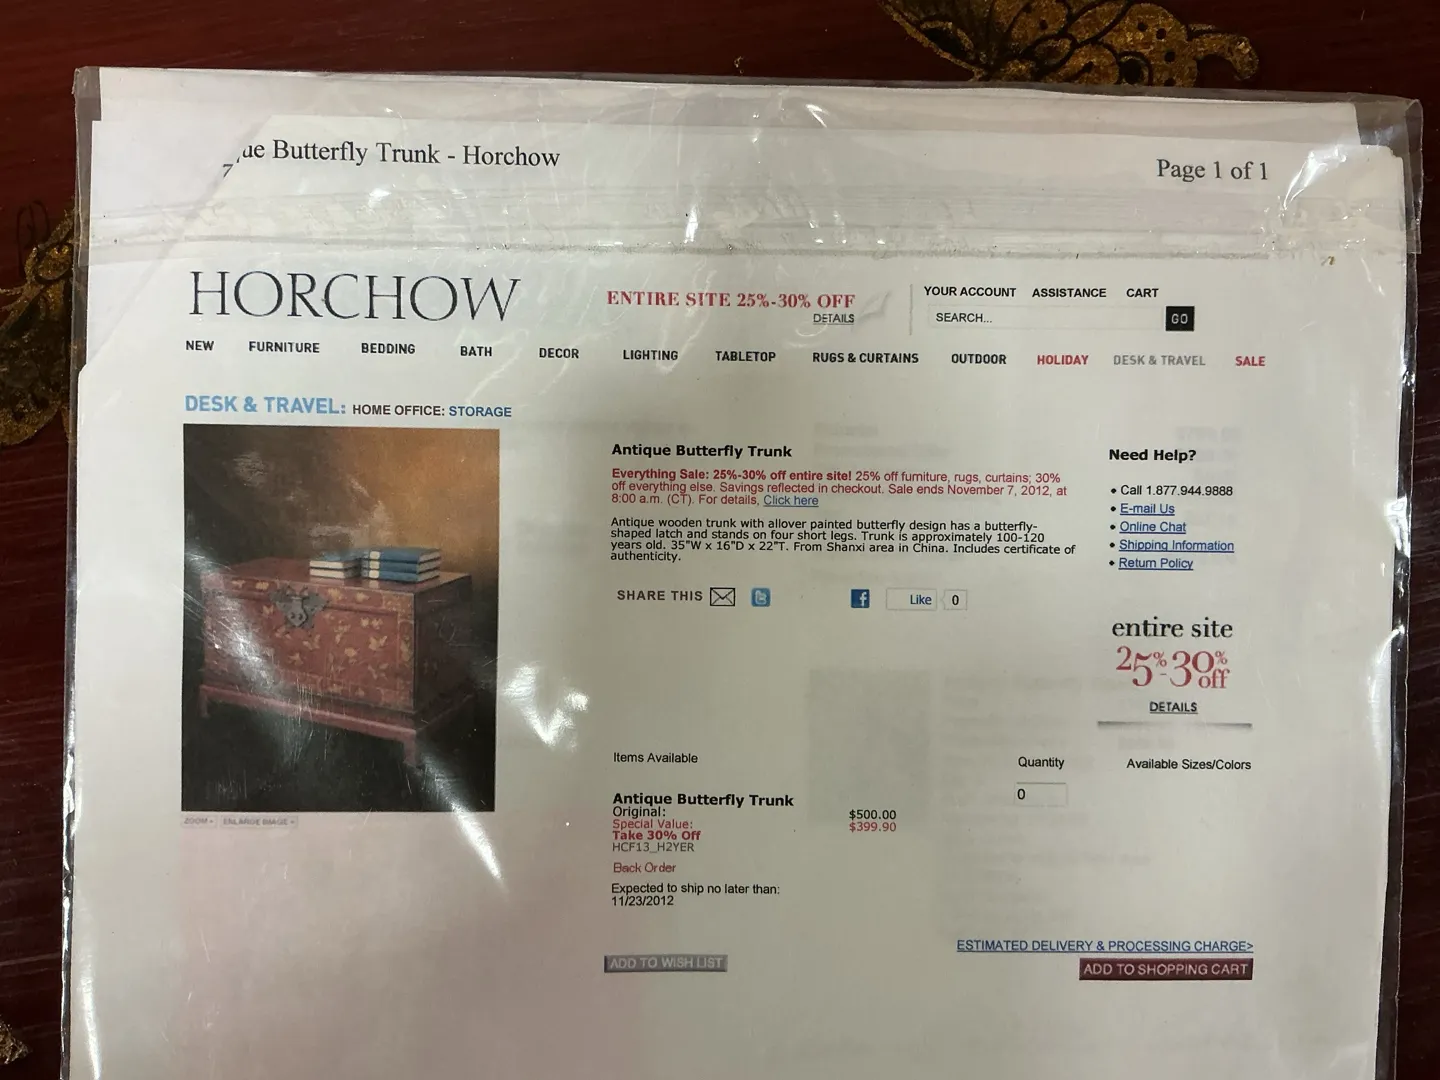 ue Butterfly Trunk - Horchow
Page 1 of 1
HORCHOW
ENTIRE SITE 25%-30% OFF
DETAILS
YOUR ACCOUNT ASSISTANCE CART
SEARCH... GO
NEW FURNITURE BEDDING BATH DECOR LIGHTING TABLETOP RUGS & CURTAINS OUTDOOR HOLIDAY DESK & TRAVEL SALE
DESK & TRAVEL: HOME OFFICE: STORAGE
ZOOM + ENLARGE IMAGE +
Antique Butterfly Trunk
Everything Sale: 25%-30% off entire site! 25% off furniture, rugs, curtains; 30%
off everything else. Savings reflected in checkout. Sale ends November 7, 2012, at
8:00 a.m. (CT). For details, Click here
Antique wooden trunk with allover painted butterfly design has a butterfly-
shaped latch and stands on four short legs. Trunk is approximately 100-120
years old. 35"W x 16"D x 22"T. From Shanxi area in China. Includes certificate of
authenticity.
SHARE THIS
Like 0
Need Help?
• Call 1.877.944.9888
• E-mail Us
• Online Chat
• Shipping Information
• Return Policy
entire site
25%-30% off
DETAILS
Items Available
Quantity
Available Sizes/Colors
0
Antique Butterfly Trunk
Original: $500.00
Special Value: $399.90
Take 30% Off
HCF13_H2YER
Back Order
Expected to ship no later than:
11/23/2012
ADD TO WISH LIST
ESTIMATED DELIVERY & PROCESSING CHARGE>
ADD TO SHOPPING CART